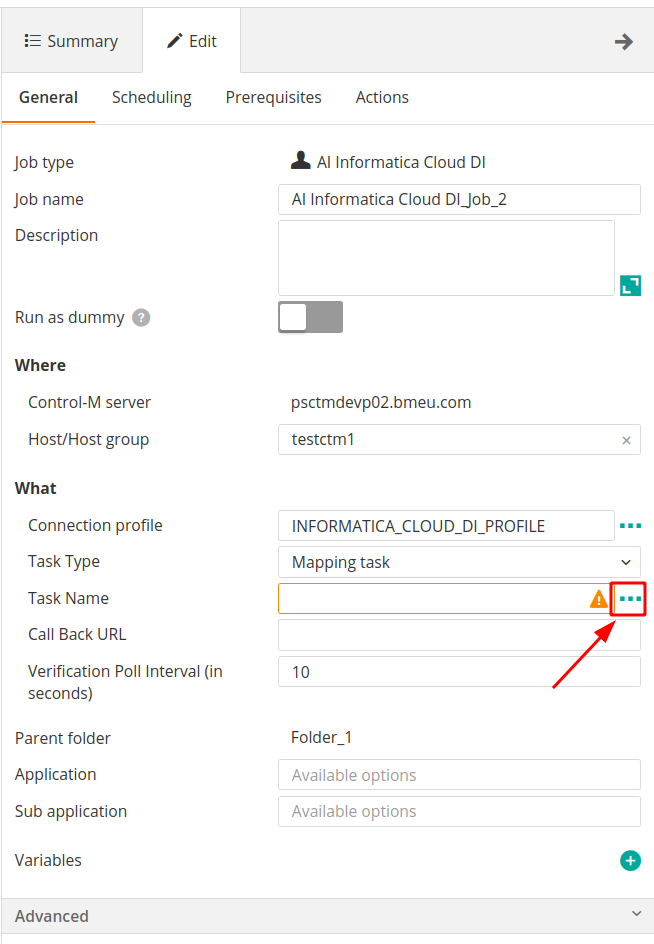 Summary
Edit
General Scheduling Prerequisites Actions
Job type AI Informatica Cloud DI
Job name AI Informatica Cloud DI_Job_2
Description
Run as dummy ?
Where
Control-M server psctmdevp02.bmeu.com
Host/Host group testctm1 ×
What
Connection profile INFORMATICA_CLOUD_DI_PROFILE
Task Type Mapping task
Task Name
Call Back URL
Verification Poll Interval (in
seconds) 10
Parent folder Folder_1
Application Available options
Sub application Available options
Variables
Advanced